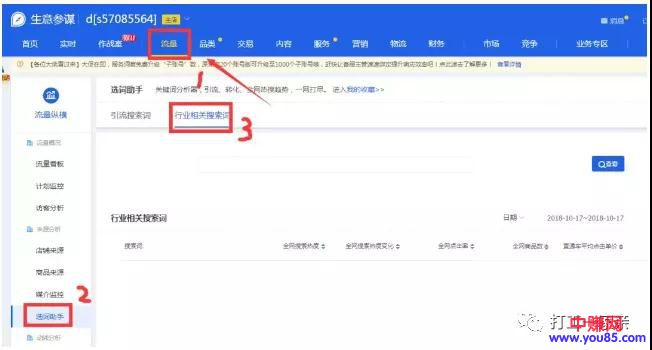 生意参谋 d[s57085564] 主店
消息
首页 实时 作战室 流量 品类 交易 内容 服务 营销 物流 财务 市场 竞争 业务专区
1
流量纵横
选词助手 关键词分析器，引流、转化、全网热搜趋势，一网打尽。 进入我的收藏>>
引流搜索词 行业相关搜索词
3
流量概况
流量看板
计划监控
访客分析
来源分析
店铺来源
商品来源
媒介监控
2
选词助手
动线分析
查看
行业相关搜索词 日期 2018-10-17~2018-10-17
搜索词 全网搜索热度 全网搜索热度变化 全网点击率 全网商品数 直通车平均点击单价
中赚网
www.you85.com